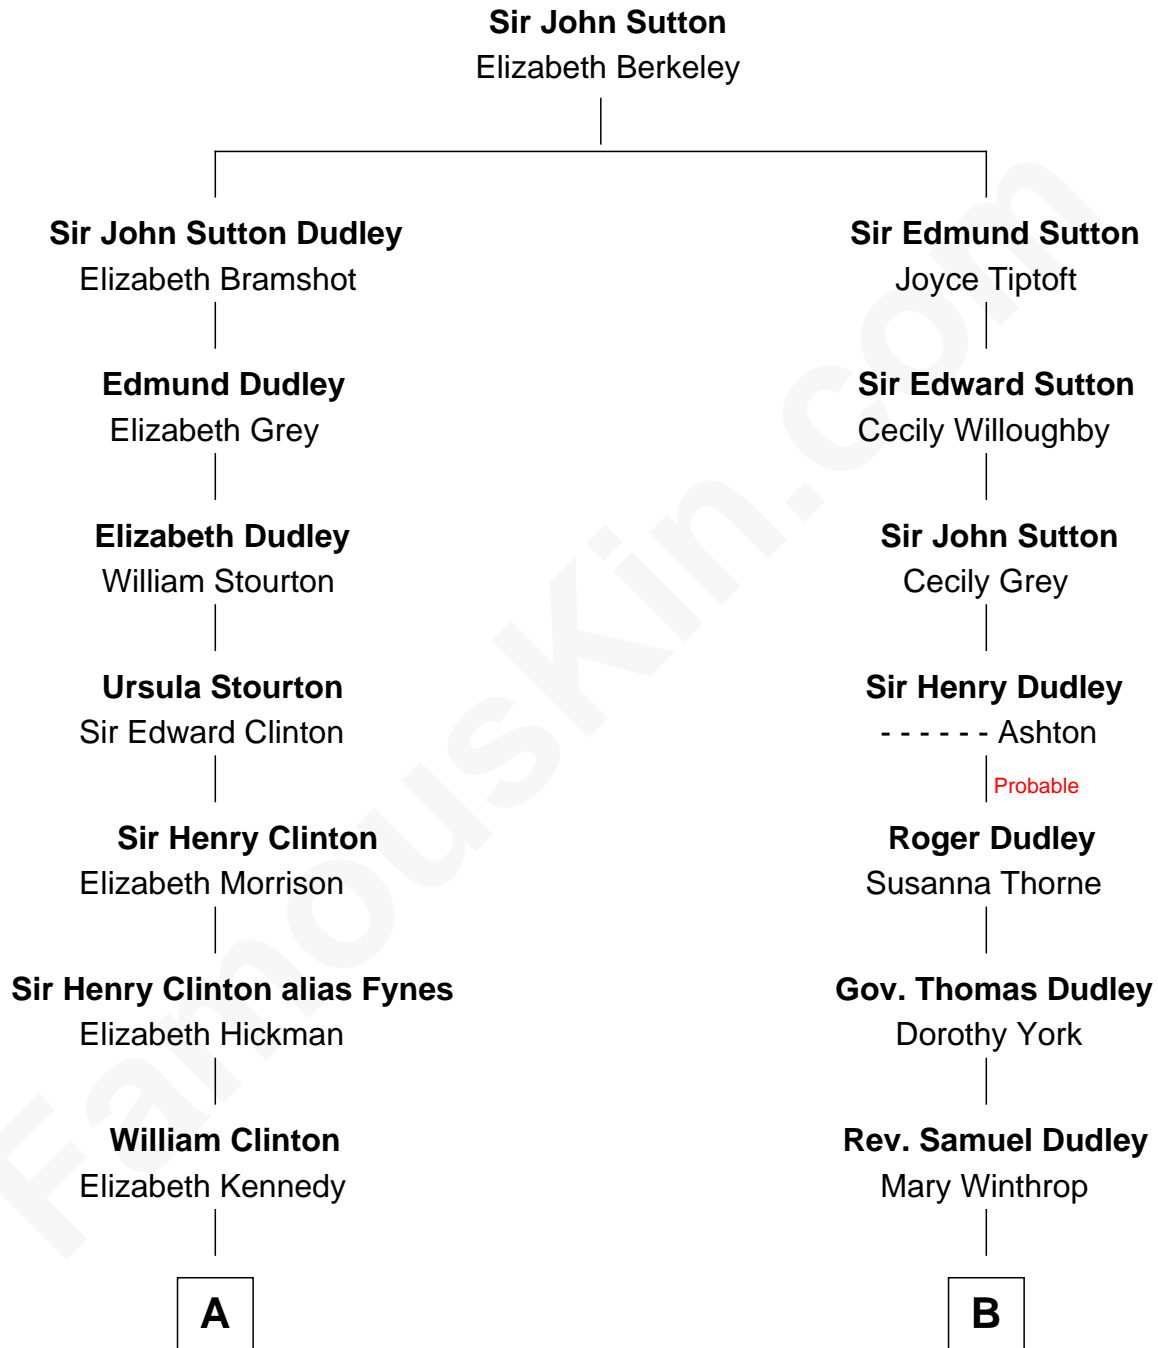 Sir John Sutton
Elizabeth Berkeley
Sir John Sutton Dudley
Elizabeth Bramshot
Sir Edmund Sutton
Joyce Tiptoft
Edmund Dudley
Elizabeth Grey
Sir Edward Sutton
Cecily Willoughby
Elizabeth Dudley
William Stourton
Sir John Sutton
Cecily Grey
Ursula Stourton
Sir Edward Clinton
Sir Henry Dudley
- - - - - - Ashton
Probable
Sir Henry Clinton
Elizabeth Morrison
Roger Dudley
Susanna Thorne
Sir Henry Clinton alias Fynes
Elizabeth Hickman
Gov. Thomas Dudley
Dorothy York
William Clinton
Elizabeth Kennedy
Rev. Samuel Dudley
Mary Winthrop
A
B
FamousKin.com